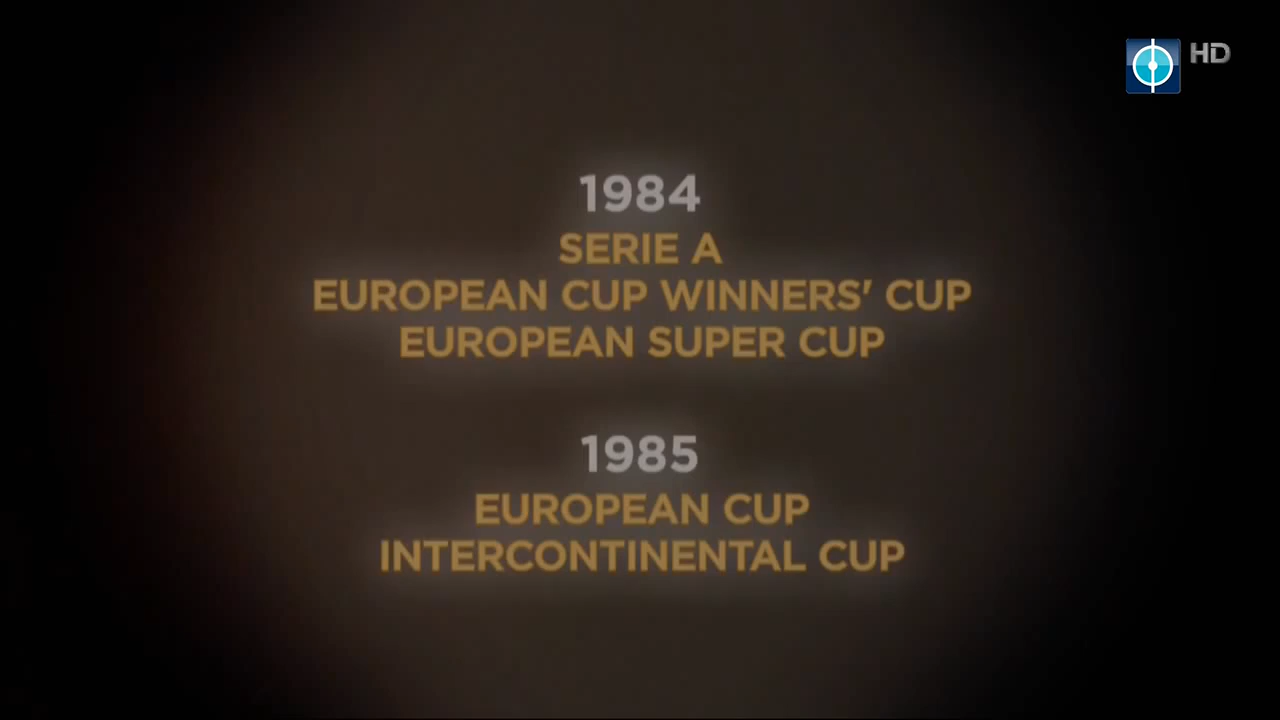 HD
1984
SERIE A
EUROPEAN CUP WINNERS' CUP
EUROPEAN SUPER CUP
1985
EUROPEAN CUP
INTERCONTINENTAL CUP